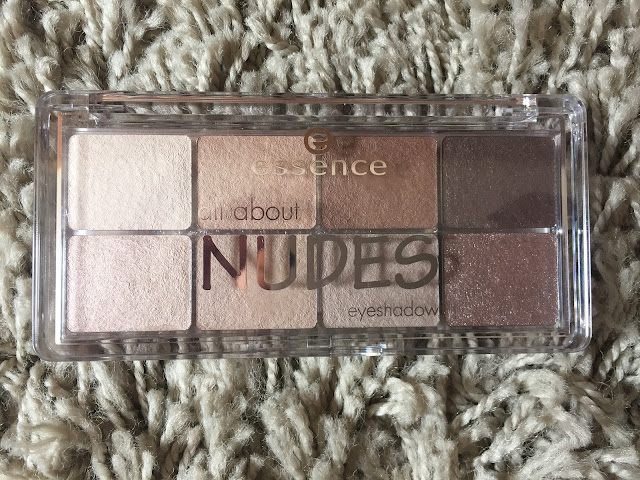 e
essence
all about
NUDES
eyeshadow